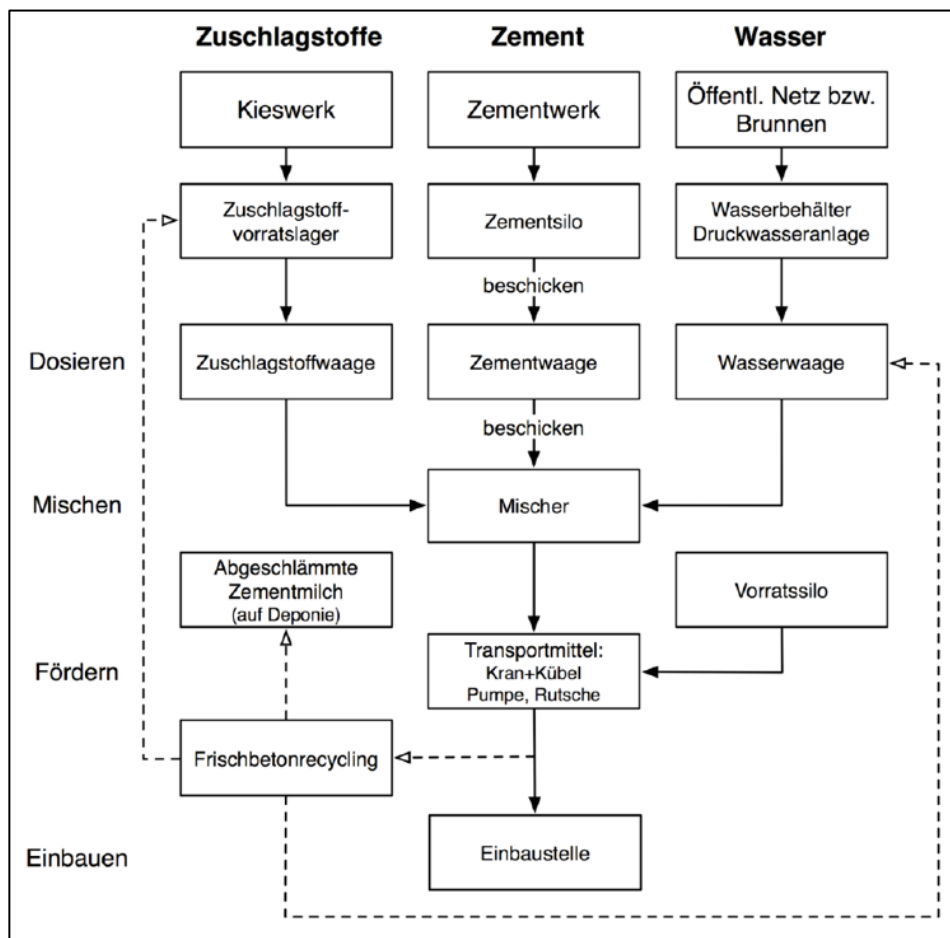 Zuschlagstoffe
Zement
Wasser
Kieswerk
Zementwerk
Öffentl. Netz bzw.
Brunnen
Zuschlagstoff-
vorratslager
Zementsilo
Wasserbehälter
Druckwasseranlage
beschicken
Dosieren
Zuschlagstoffwaage
Zementwaage
Wasserwaage
beschicken
Mischen
Mischer
Abgeschlämmte
Zementmilch
(auf Deponie)
Vorratssilo
Fördern
Transportmittel:
Kran+Kübel
Pumpe, Rutsche
Frischbetonrecycling
Einbauen
Einbaustelle